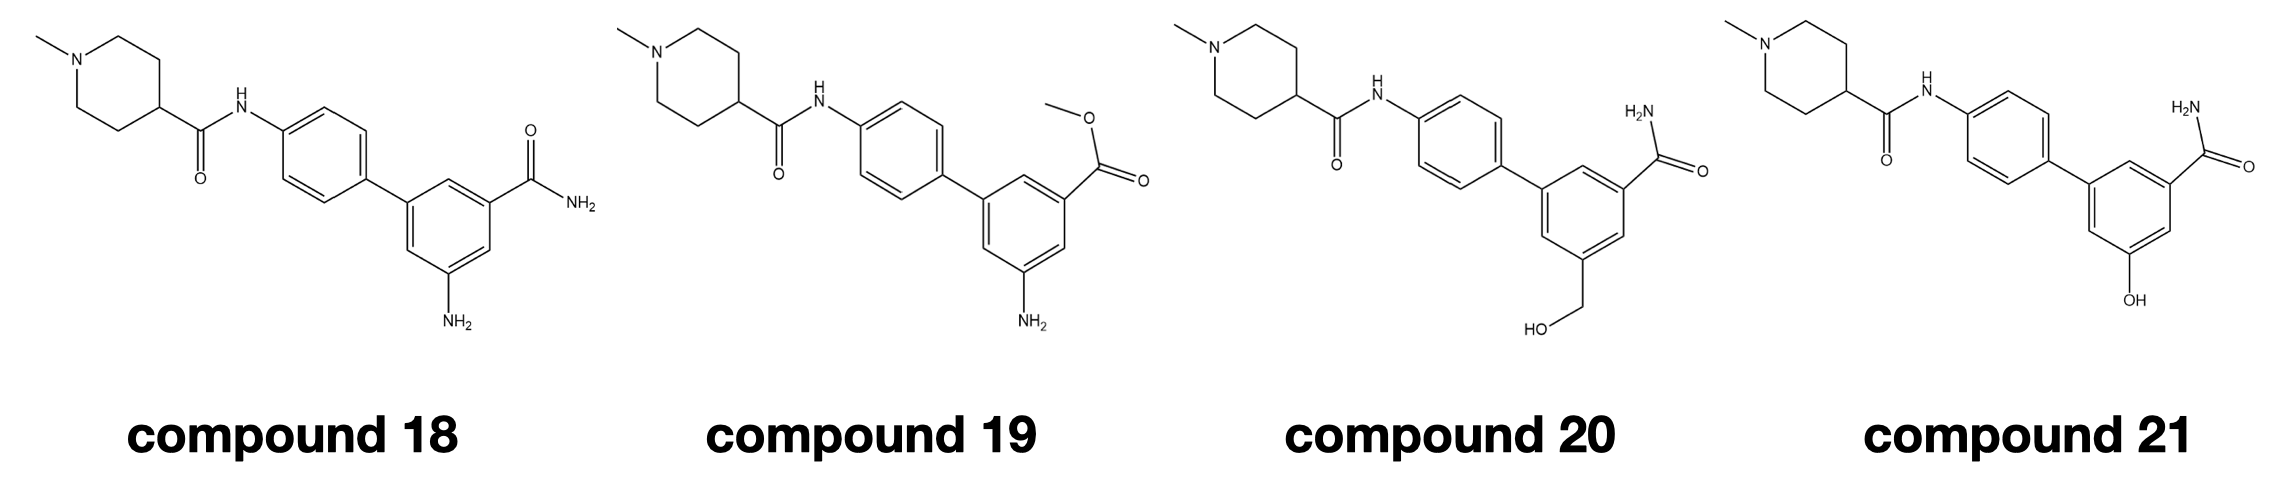 N
H
N
O
O
NH₂
NH₂
N
H
N
O
O
O
NH₂
N
H
N
O
H₂N
O
HO
N
H
N
O
H₂N
O
OH
compound 18
compound 19
compound 20
compound 21